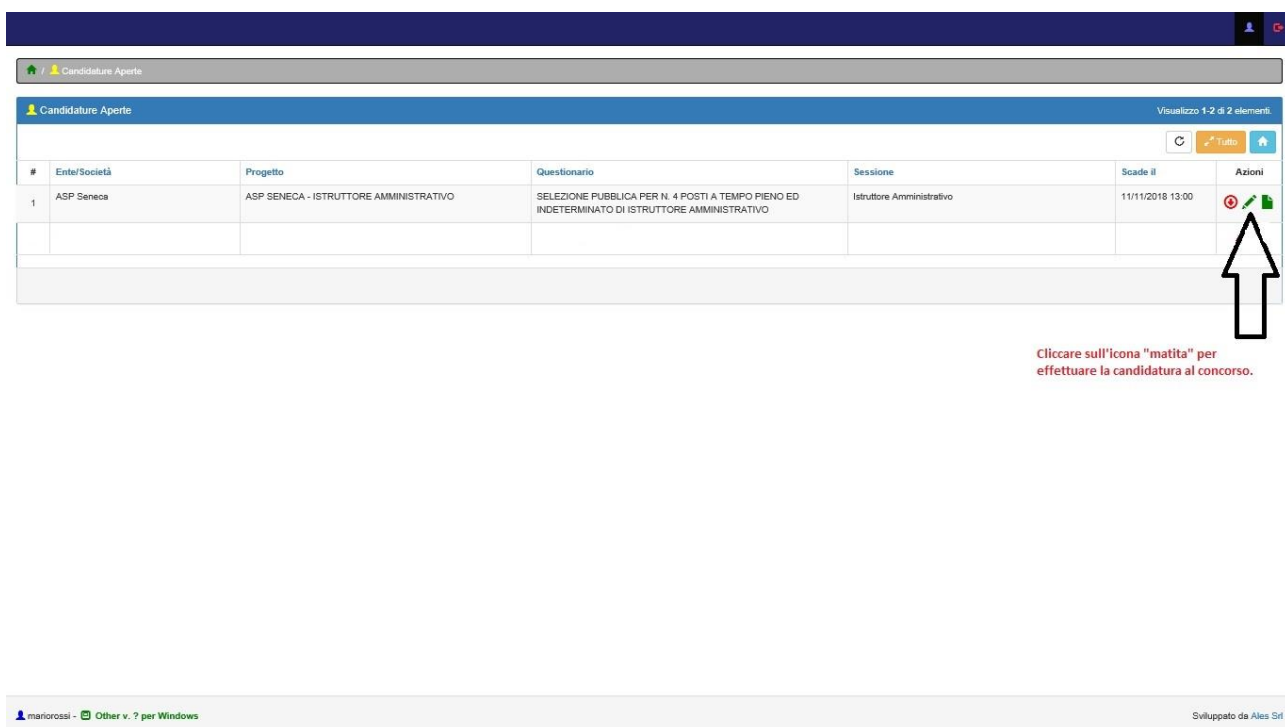 / Candidature Aperte
Candidature Aperte Visualizzo 1-2 di 2 elementi.
Tutto
# Ente/Società Progetto Questionario Sessione Scade il Azioni
1 ASP Seneca ASP SENECA - ISTRUTTORE AMMINISTRATIVO SELEZIONE PUBBLICA PER N. 4 POSTI A TEMPO PIENO ED Istruttore Amministrativo 11/11/2018 13:00
INDETERMINATO DI ISTRUTTORE AMMINISTRATIVO
Cliccare sull'icona "matita" per
effettuare la candidatura al concorso.
mariorossi - Other v. ? per Windows Sviluppato da Ales Srl